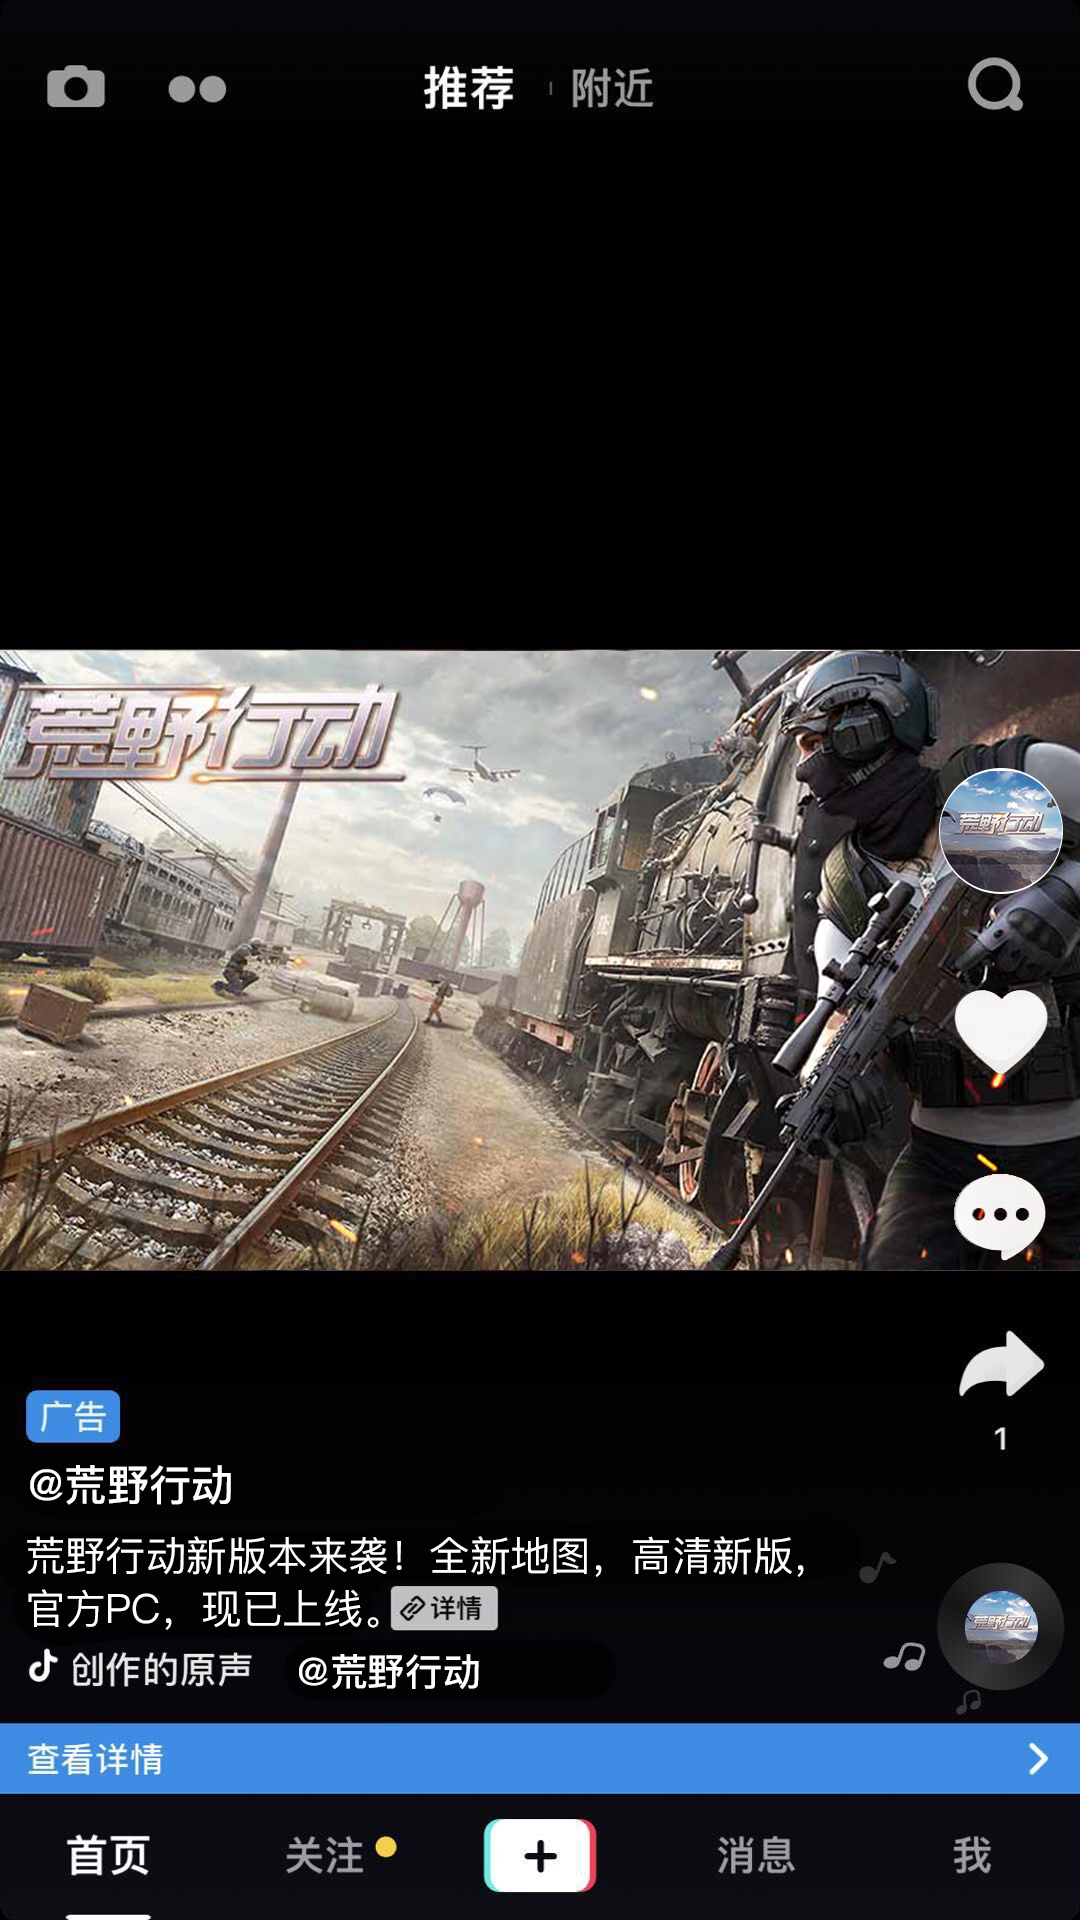 推荐 附近
荒野行动
荒野行动
1
广告
@荒野行动
荒野行动新版本来袭！全新地图，高清新版，
官方PC，现已上线。详情
创作的原声 @荒野行动
荒野行动
查看详情
首页 关注 消息 我